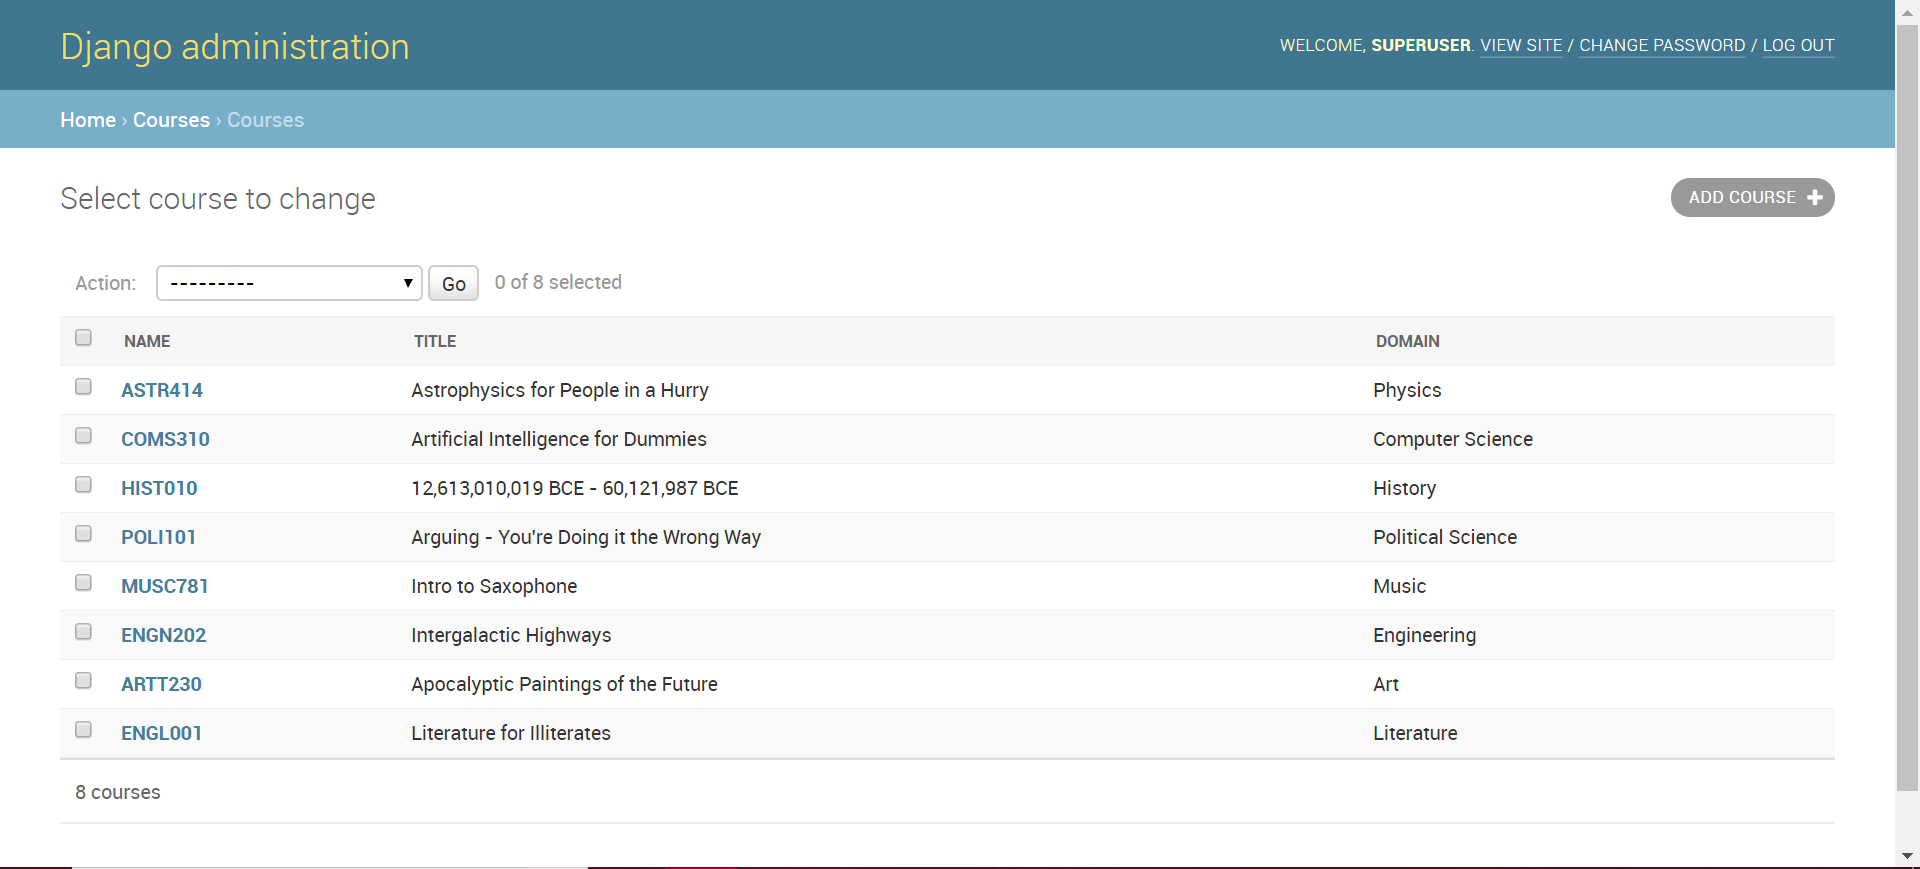 Django administration
WELCOME, SUPERUSER. VIEW SITE / CHANGE PASSWORD / LOG OUT
Home › Courses › Courses
Select course to change
ADD COURSE +
Action: --------- Go 0 of 8 selected
NAME TITLE DOMAIN
ASTR414 Astrophysics for People in a Hurry Physics
COMS310 Artificial Intelligence for Dummies Computer Science
HIST010 12,613,010,019 BCE - 60,121,987 BCE History
POLI101 Arguing - You're Doing it the Wrong Way Political Science
MUSC781 Intro to Saxophone Music
ENGN202 Intergalactic Highways Engineering
ARTT230 Apocalyptic Paintings of the Future Art
ENGL001 Literature for Illiterates Literature
8 courses